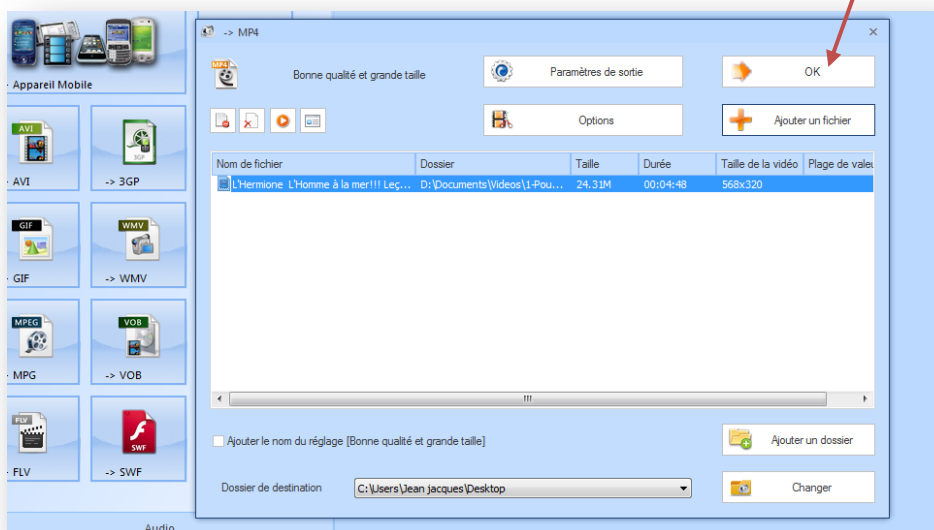 -> MP4
Appareil Mobile
MP4
Bonne qualité et grande taille
Paramètres de sortie
OK
Options
Ajouter un fichier
AVI
3GP
AVI
-> 3GP
Nom de fichier Dossier Taille Durée Taille de la vidéo Plage de valeu
L'Hermione L'Homme à la mer!!! Leç... D:\Documents\Videos\1-Pou... 24.31M 00:04:48 568x320
GIF
WMV
GIF
-> WMV
MPEG
VOB
MPG
-> VOB
FLV
SWF
FLV
-> SWF
Ajouter le nom du réglage [Bonne qualité et grande taille]
Ajouter un dossier
Dossier de destination
C:\Users\Jean jacques\Desktop
Changer
Audio